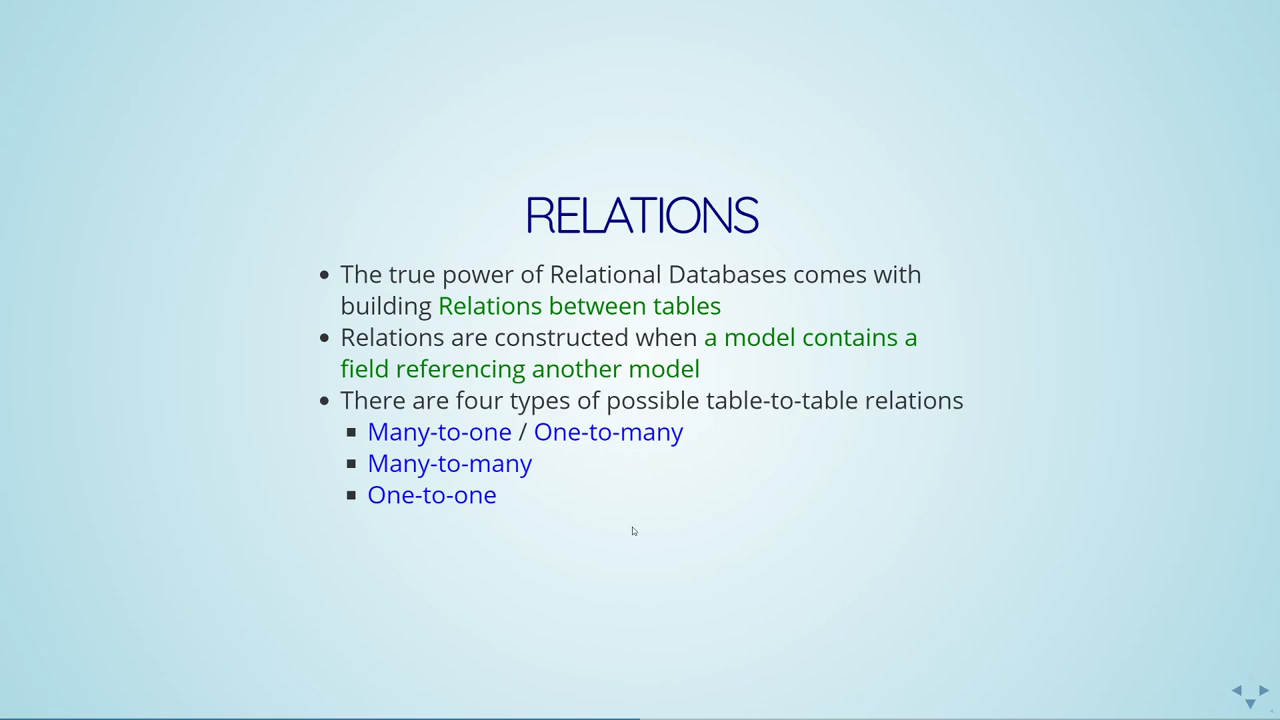 RELATIONS
The true power of Relational Databases comes with
building Relations between tables
Relations are constructed when a model contains a
field referencing another model
There are four types of possible table-to-table relations
Many-to-one / One-to-many
Many-to-many
One-to-one